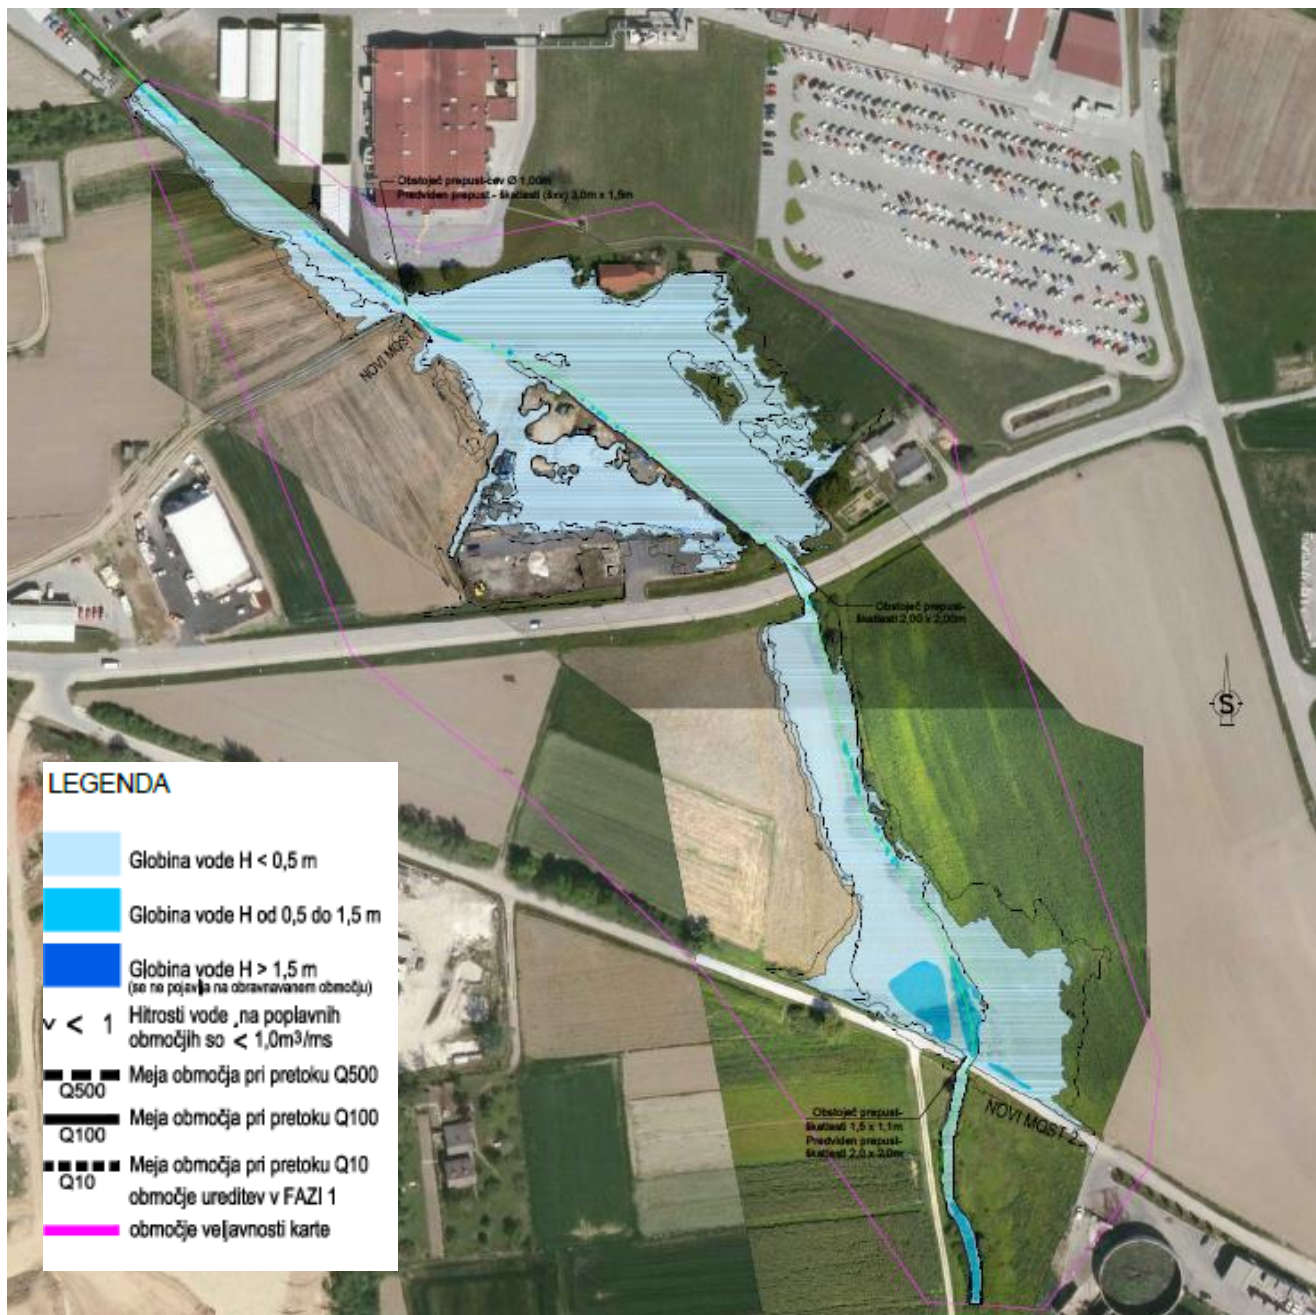 Obstoječ prepust-cev Ø 1,00m
Predviden prepust - škatlasti (šxv) 3,0m x 1,5m
NOVI MOST
Obstoječ prepust-
škatlasti 2,00 x 2,00m
S
LEGENDA
Globina vode H < 0,5 m
Globina vode H od 0,5 do 1,5 m
Globina vode H > 1,5 m
(se ne pojavlja na obravnavanem območju)
v < 1 Hitrosti vode na poplavnih
območjih so < 1,0m³/ms
Q500 Meja območja pri pretoku Q500
Q100 Meja območja pri pretoku Q100
Q10 Meja območja pri pretoku Q10
območje ureditev v FAZI 1
območje veljavnosti karte
Obstoječ prepust-
škatlasti 1,5 x 1,1m
Predviden prepust-
škatlasti 2,0 x 2,0m
NOVI MOST 2